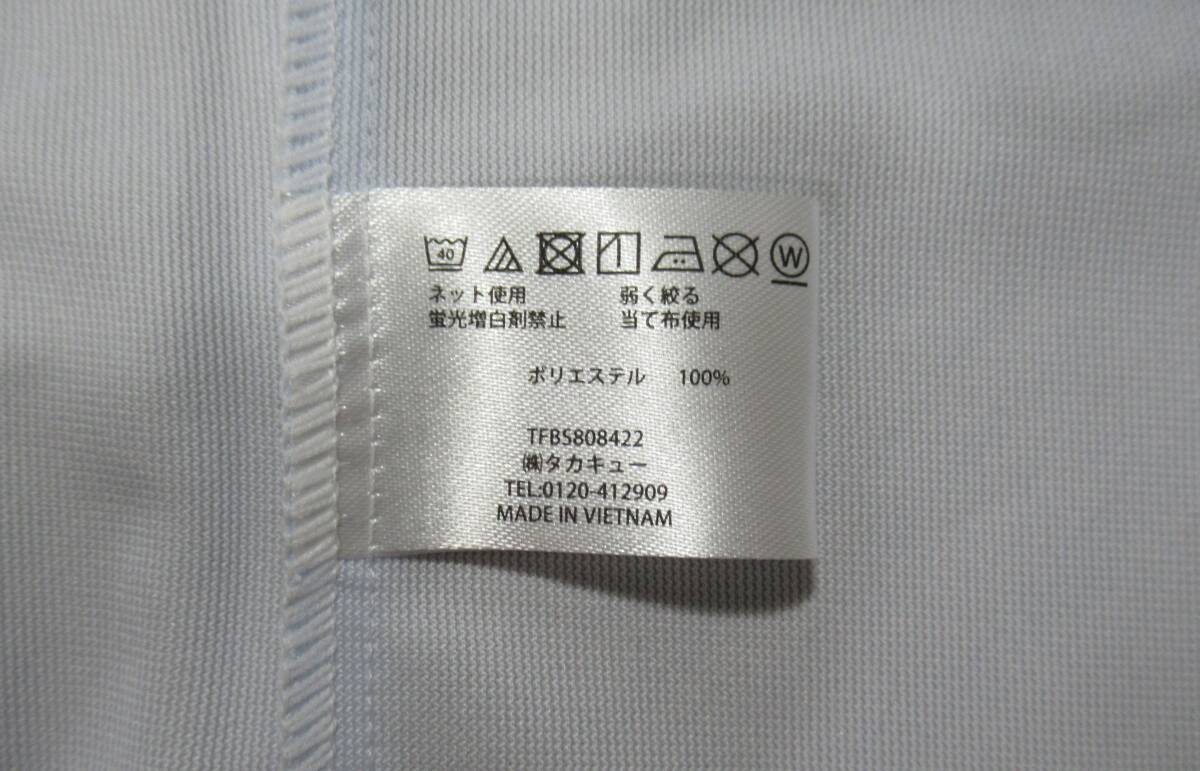 40 W
ネット使用 弱く絞る
蛍光増白剤禁止 当て布使用
ポリエステル 100%
TFBS808422
㈱タカキュー
TEL:0120-412909
MADE IN VIETNAM